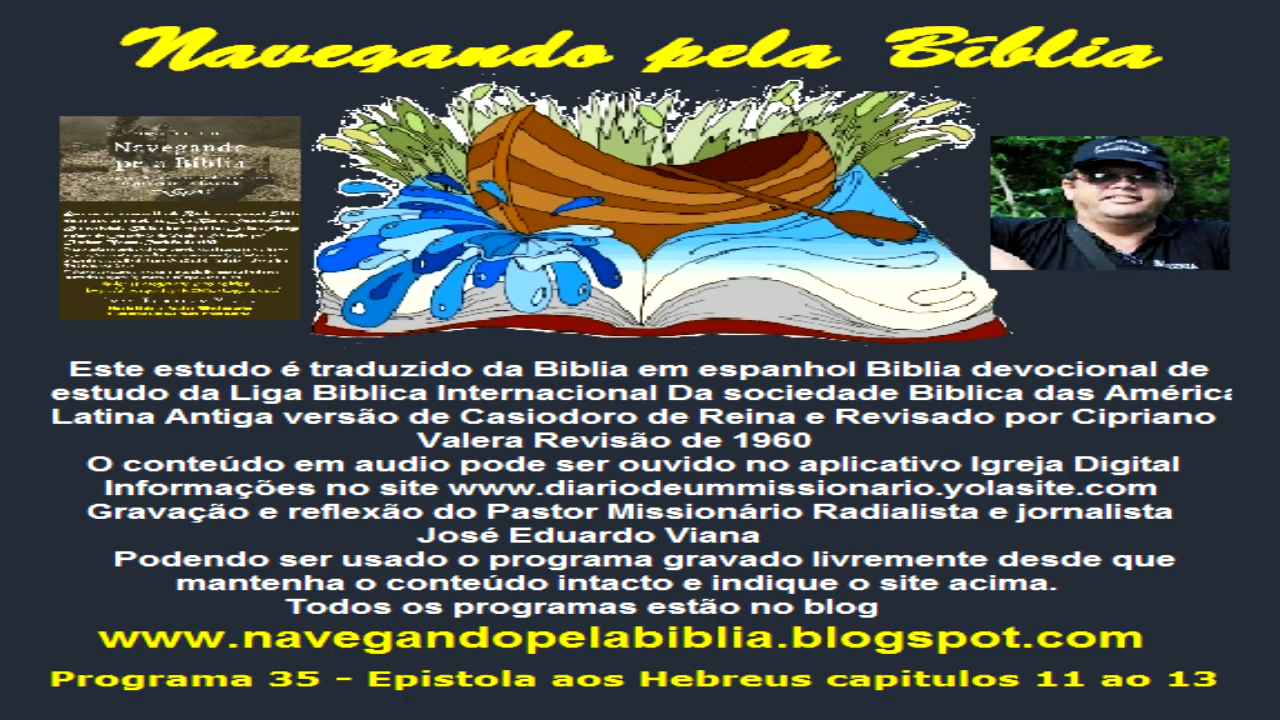 Navegando pela Bíblia
Navegando
pela Bíblia
Este estudo é traduzido da Biblia em espanhol Biblia devocional de
estudo da Liga Biblica Internacional Da sociedade Biblica das América
Latina Antiga versão de Casiodoro de Reina e Revisado por Cipriano
Valera Revisão de 1960
O conteúdo em audio pode ser ouvido no aplicativo Igreja Digital
Informações no site www.diariodeummissionario.yolasite.com
Gravação e reflexão do Pastor Missionário Radialista e jornalista
José Eduardo Viana
Podendo ser usado o programa gravado livremente desde que
mantenha o conteúdo intacto e indique o site acima.
Todos os programas estão no blog
www.navegandopelabiblia.blogspot.com
Programa 35 - Epistola aos Hebreus capitulos 11 ao 13